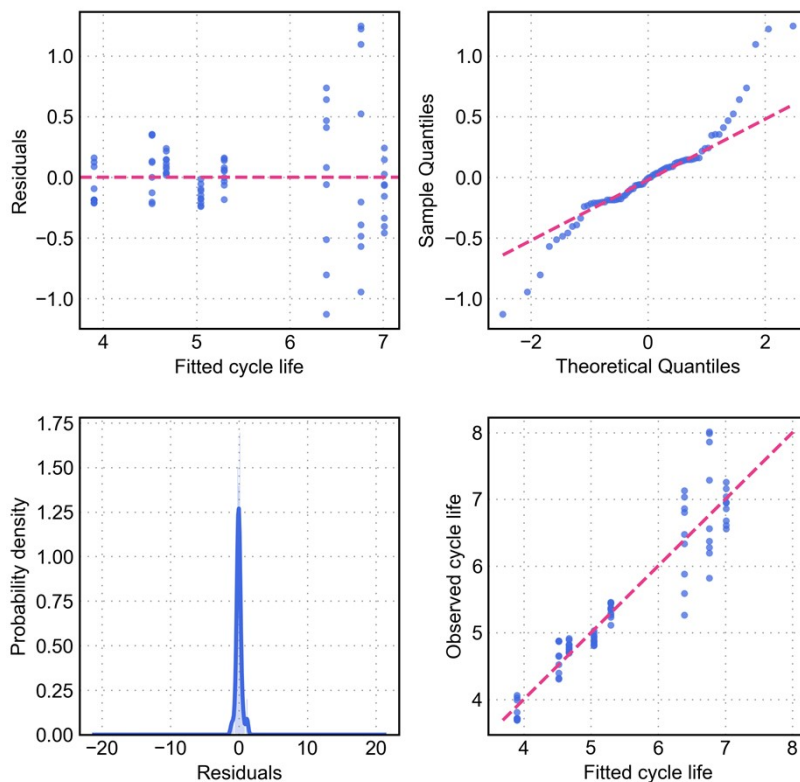 Residuals
1.0
0.5
0.0
−0.5
−1.0
4 5 6 7
Fitted cycle life
Sample Quantiles
1.0
0.5
0.0
−0.5
−1.0
−2 0 2
Theoretical Quantiles
Probability density
1.75
1.50
1.25
1.00
0.75
0.50
0.25
0.00
−20 −10 0 10 20
Residuals
Observed cycle life
8
7
6
5
4
4 5 6 7 8
Fitted cycle life